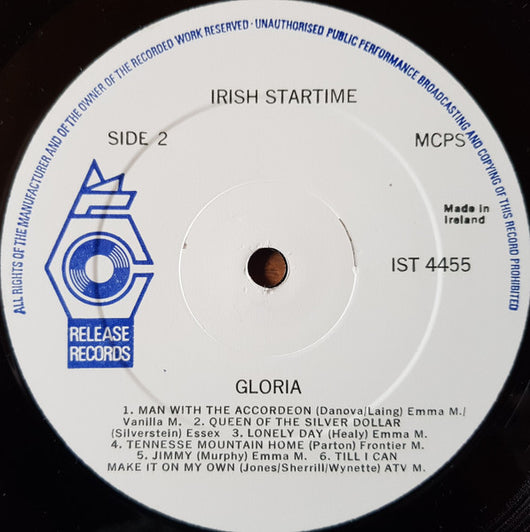 ALL RIGHTS OF THE MANUFACTURER AND OF THE OWNER OF THE RECORDED WORK RESERVED · UNAUTHORISED PUBLIC PERFORMANCE BROADCASTING AND COPYING OF THIS RECORD PROHIBITED
IRISH STARTIME
SIDE 2
MCPS
Made in
Ireland
IST 4455
RELEASE
RECORDS
GLORIA
1. MAN WITH THE ACCORDEON (Danova/Laing) Emma M./
Vanilla M. 2. QUEEN OF THE SILVER DOLLAR
(Silverstein) Essex 3. LONELY DAY (Healy) Emma M.
4. TENNESSE MOUNTAIN HOME (Parton) Frontier M.
5. JIMMY (Murphy) Emma M. 6. TILL I CAN
MAKE IT ON MY OWN (Jones/Sherrill/Wynette) ATV M.